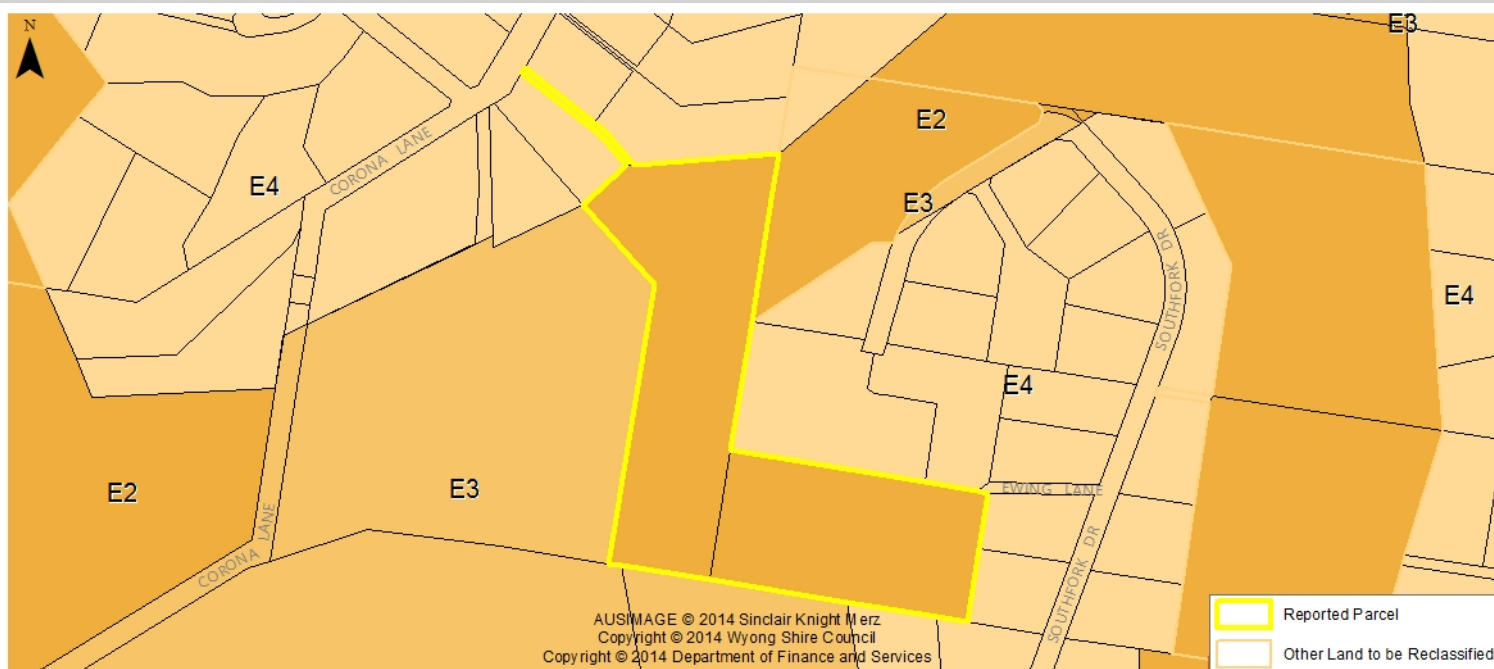 N
E3
E2
CORONA LANE
E4
E3
SOUTHFORK DR
E4
E4
E2
E3
EWING LANE
CORONA LANE
SOUTHFORK DR
AUSIMAGE © 2014 Sinclair Knight Merz
Copyright © 2014 Wyong Shire Council
Copyright © 2014 Department of Finance and Services
Reported Parcel
Other Land to be Reclassified